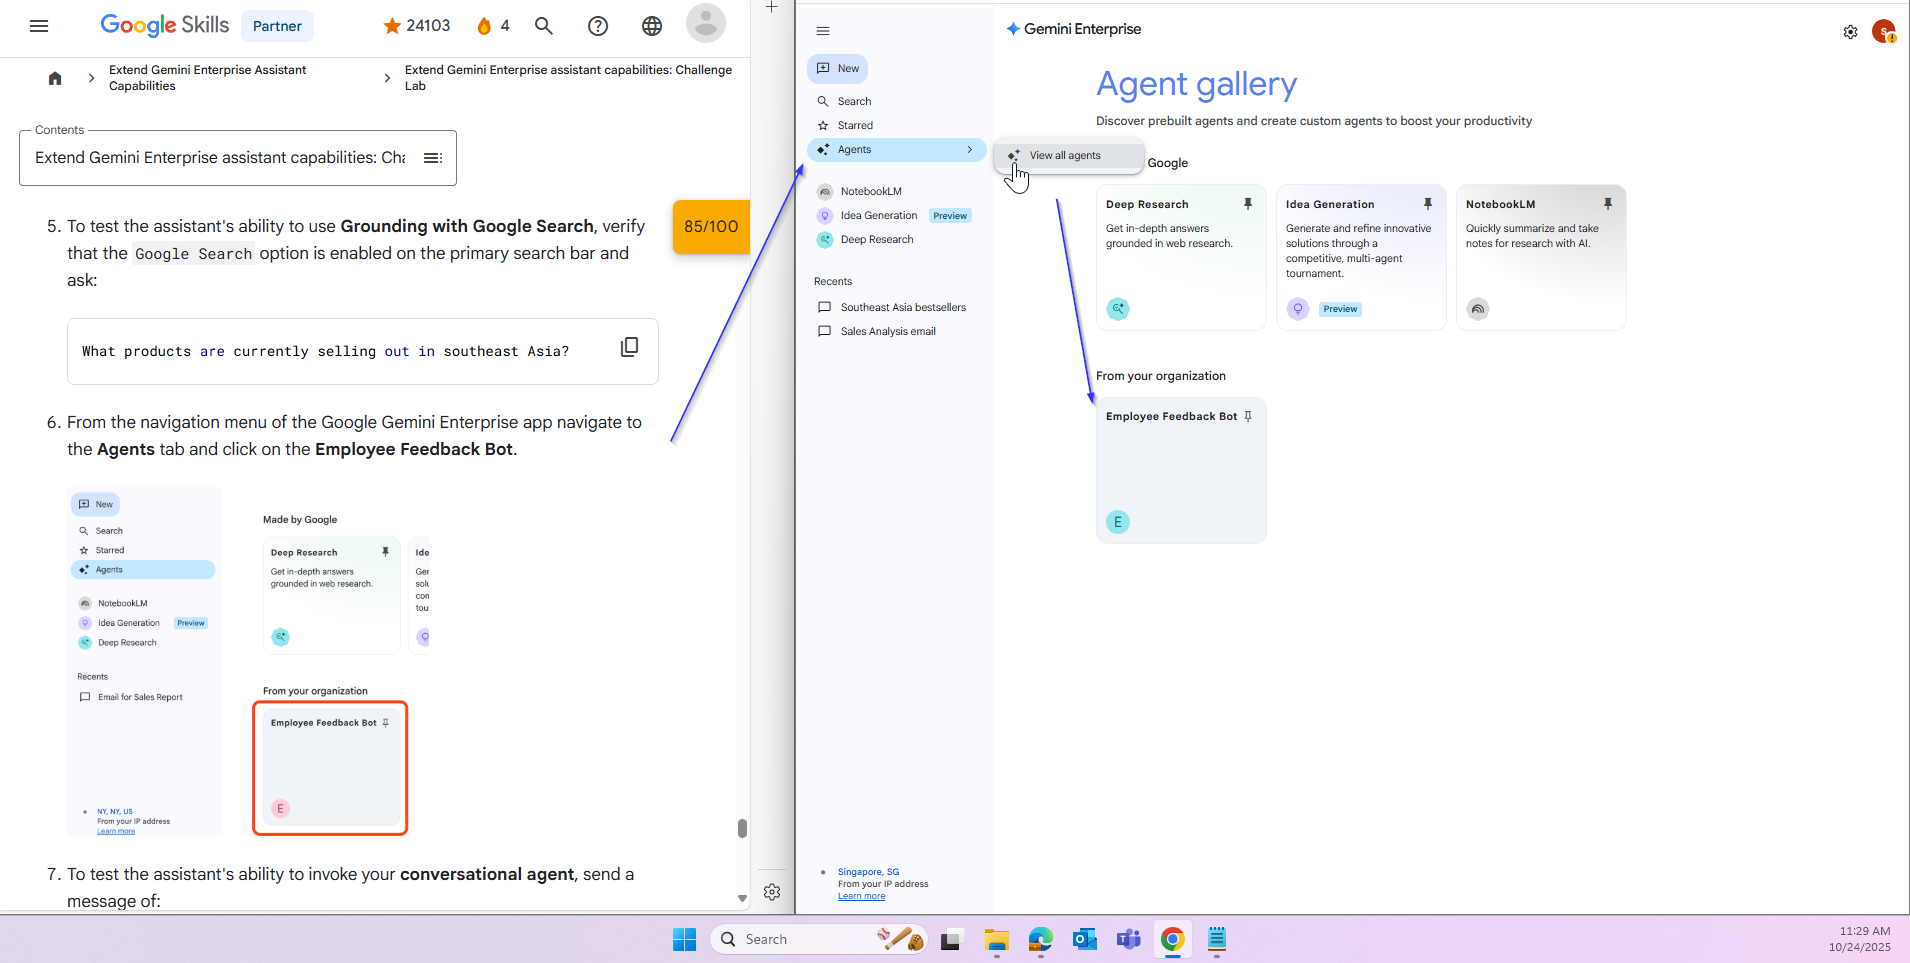 Google Skills
Partner
24103
4
Extend Gemini Enterprise Assistant
Capabilities
Extend Gemini Enterprise assistant capabilities: Challenge
Lab
Contents
Extend Gemini Enterprise assistant capabilities: Cha
85/100
5. To test the assistant's ability to use Grounding with Google Search, verify
that the Google Search option is enabled on the primary search bar and
ask:
What products are currently selling out in southeast Asia?
6. From the navigation menu of the Google Gemini Enterprise app navigate to
the Agents tab and click on the Employee Feedback Bot.
New
Search
Starred
Agents
NotebookLM
Idea Generation Preview
Deep Research
Recents
Email for Sales Report
NY, NY, US
From your IP address
Learn more
Made by Google
Deep Research
Get in-depth answers
grounded in web research.
Ide
Gen
solu
con
tou
From your organization
Employee Feedback Bot
E
7. To test the assistant's ability to invoke your conversational agent, send a
message of:
New
Search
Starred
Agents
NotebookLM
Idea Generation Preview
Deep Research
Recents
Southeast Asia bestsellers
Sales Analysis email
Singapore, SG
From your IP address
Learn more
Gemini Enterprise
S
Agent gallery
Discover prebuilt agents and create custom agents to boost your productivity
View all agents
Google
Deep Research
Get in-depth answers
grounded in web research.
Idea Generation
Generate and refine innovative
solutions through a
competitive, multi-agent
tournament.
Preview
NotebookLM
Quickly summarize and take
notes for research with AI.
From your organization
Employee Feedback Bot
E
Search
11:29 AM
10/24/2025